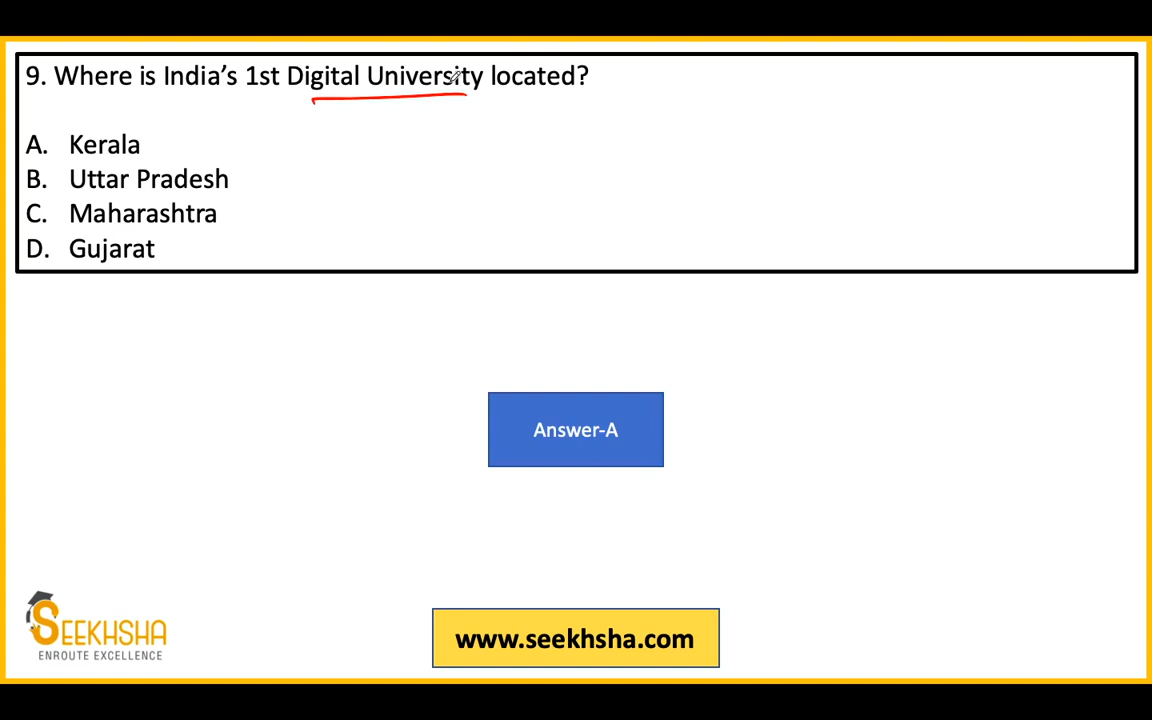 9. Where is India’s 1st Digital University located?
A. Kerala
B. Uttar Pradesh
C. Maharashtra
D. Gujarat
Answer-A
SEEKHSHA
ENROUTE EXCELLENCE
www.seekhsha.com